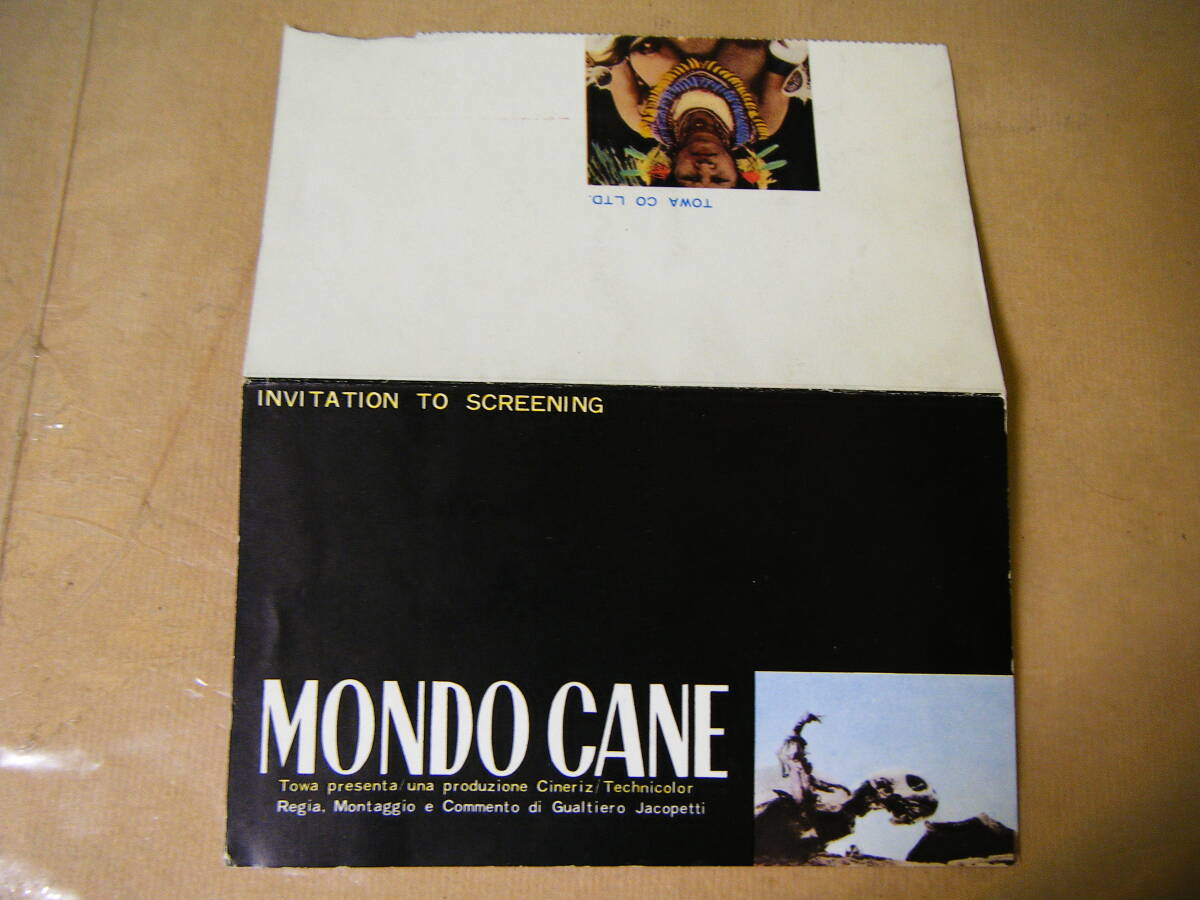 TOWA CO LTD.
INVITATION TO SCREENING
MONDO CANE
Towa presenta/una produzione Cineriz/Technicolor
Regia, Montaggio e Commento di Gualtiero Jacopetti